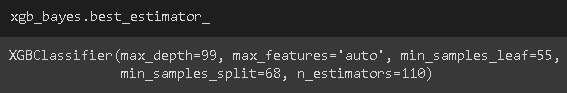 xgb_bayes.best_estimator_
XGBClassifier(max_depth=99, max_features='auto', min_samples_leaf=55,
min_samples_split=68, n_estimators=110)